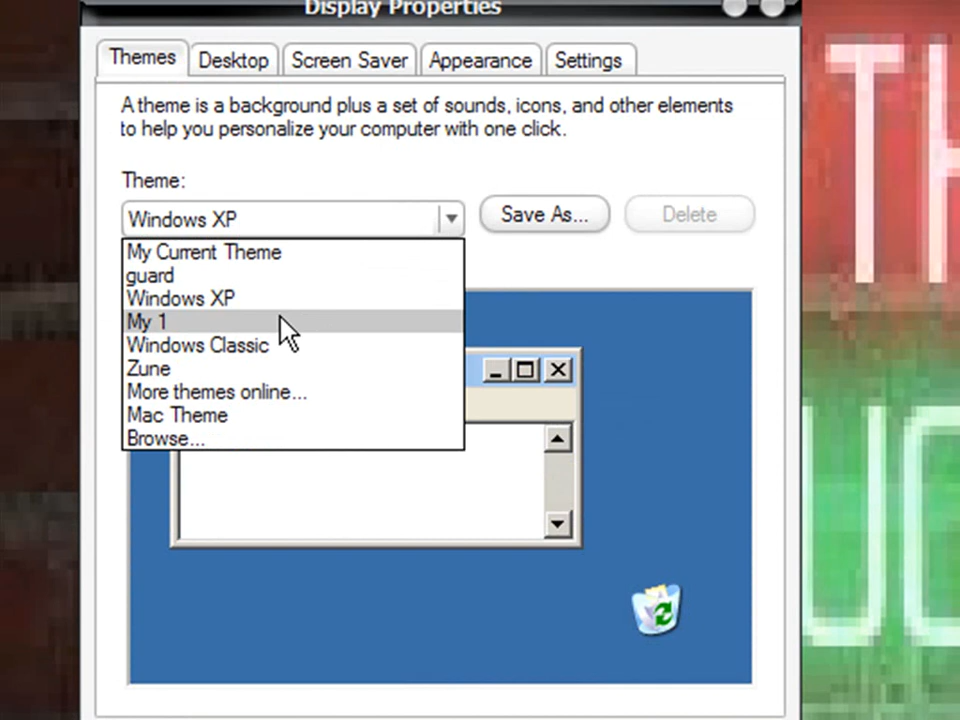 Display Properties
Themes
Desktop
Screen Saver
Appearance
Settings
A theme is a background plus a set of sounds, icons, and other elements
to help you personalize your computer with one click.
Theme:
Windows XP
Save As...
Delete
My Current Theme
guard
Windows XP
My 1
Windows Classic
Zune
More themes online...
Mac Theme
Browse...